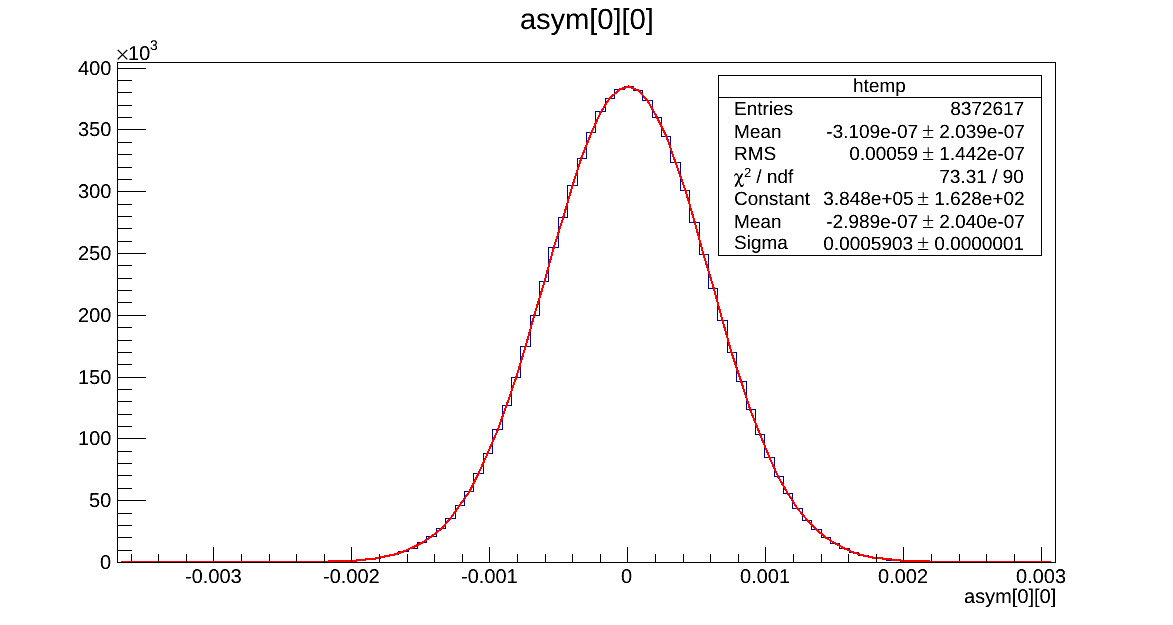 asym[0][0]
×10³
400
350
300
250
200
150
100
50
0
htemp
Entries 8372617
Mean -3.109e-07 ± 2.039e-07
RMS 0.00059 ± 1.442e-07
χ² / ndf 73.31 / 90
Constant 3.848e+05 ± 1.628e+02
Mean -2.989e-07 ± 2.040e-07
Sigma 0.0005903 ± 0.0000001
-0.003 -0.002 -0.001 0 0.001 0.002 0.003
asym[0][0]